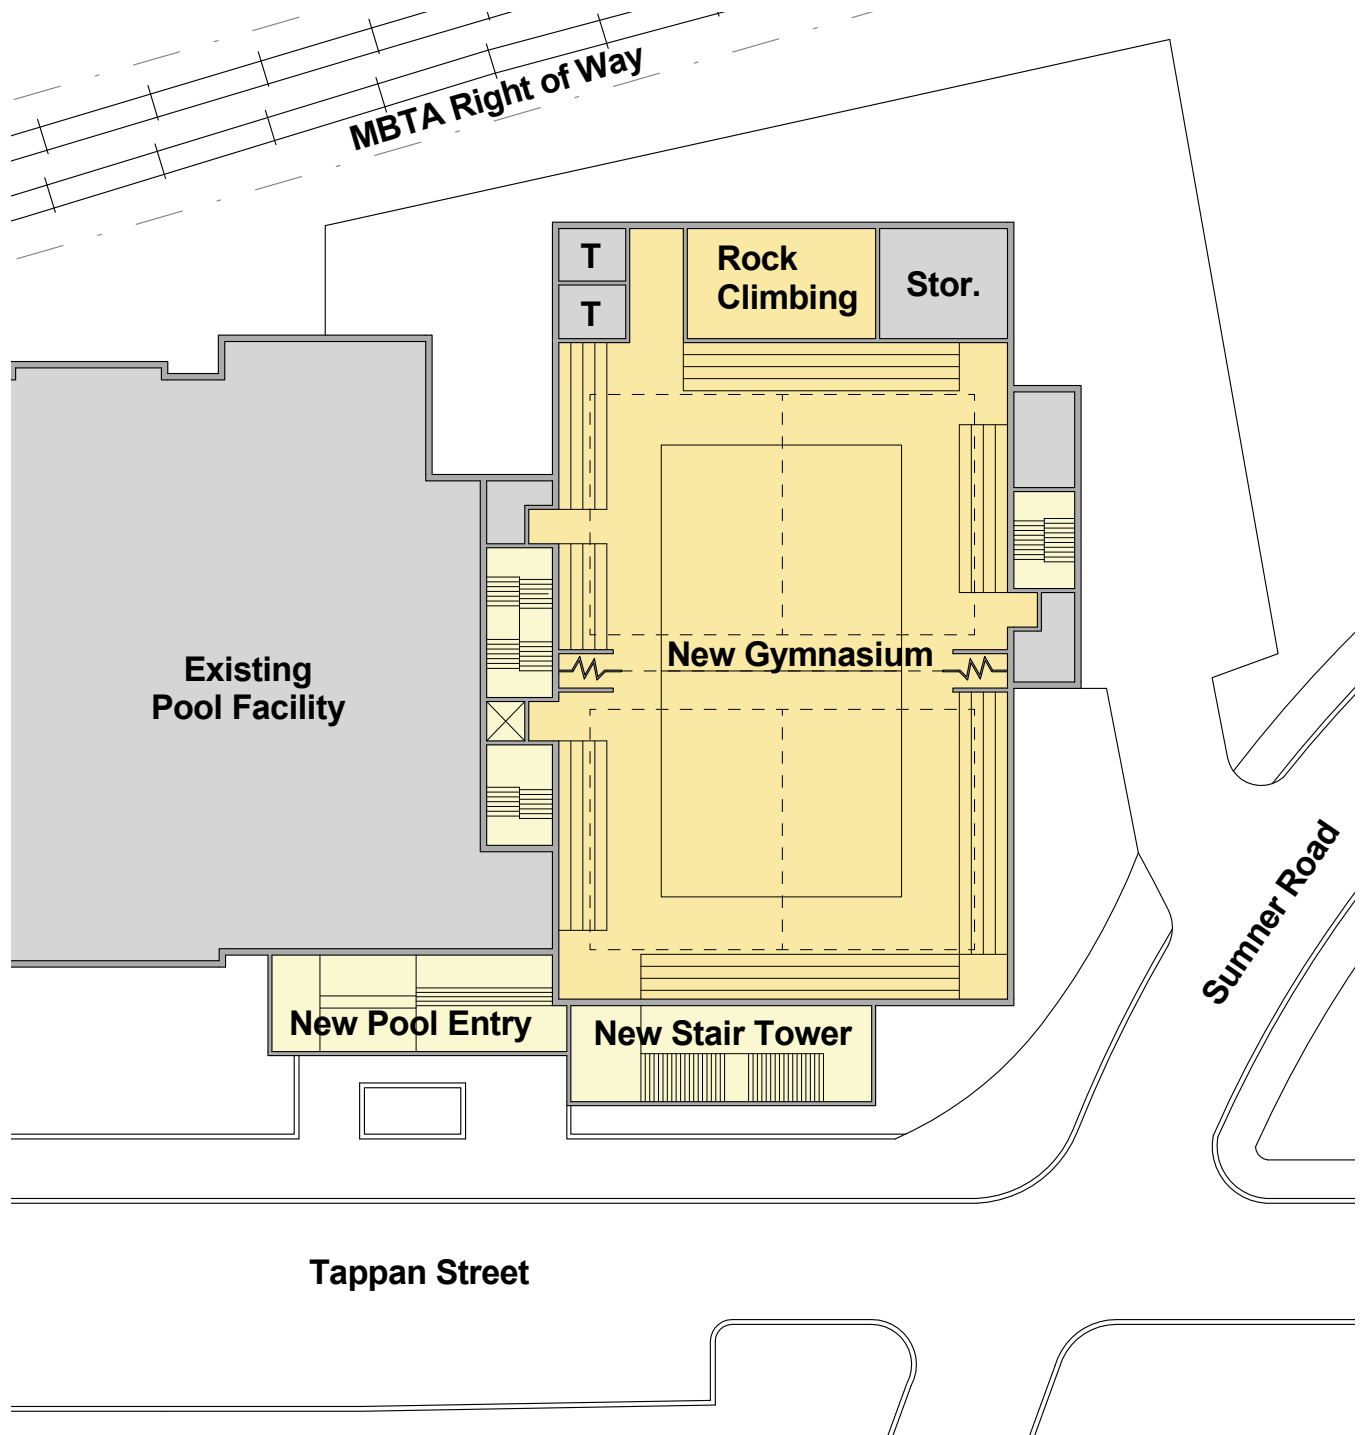 MBTA Right of Way
T
Rock
Climbing
Stor.
T
New Gymnasium
Existing
Pool Facility
Sumner Road
New Pool Entry
New Stair Tower
Tappan Street